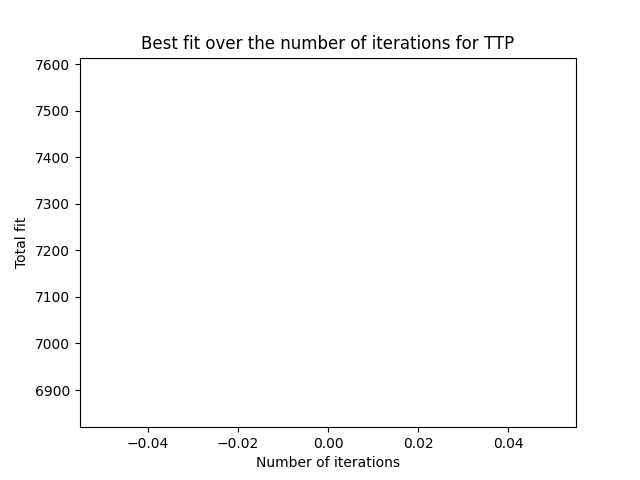 Best fit over the number of iterations for TTP
7600
7500
7400
7300
7200
7100
7000
6900
Total fit
−0.04 −0.02 0.00 0.02 0.04
Number of iterations